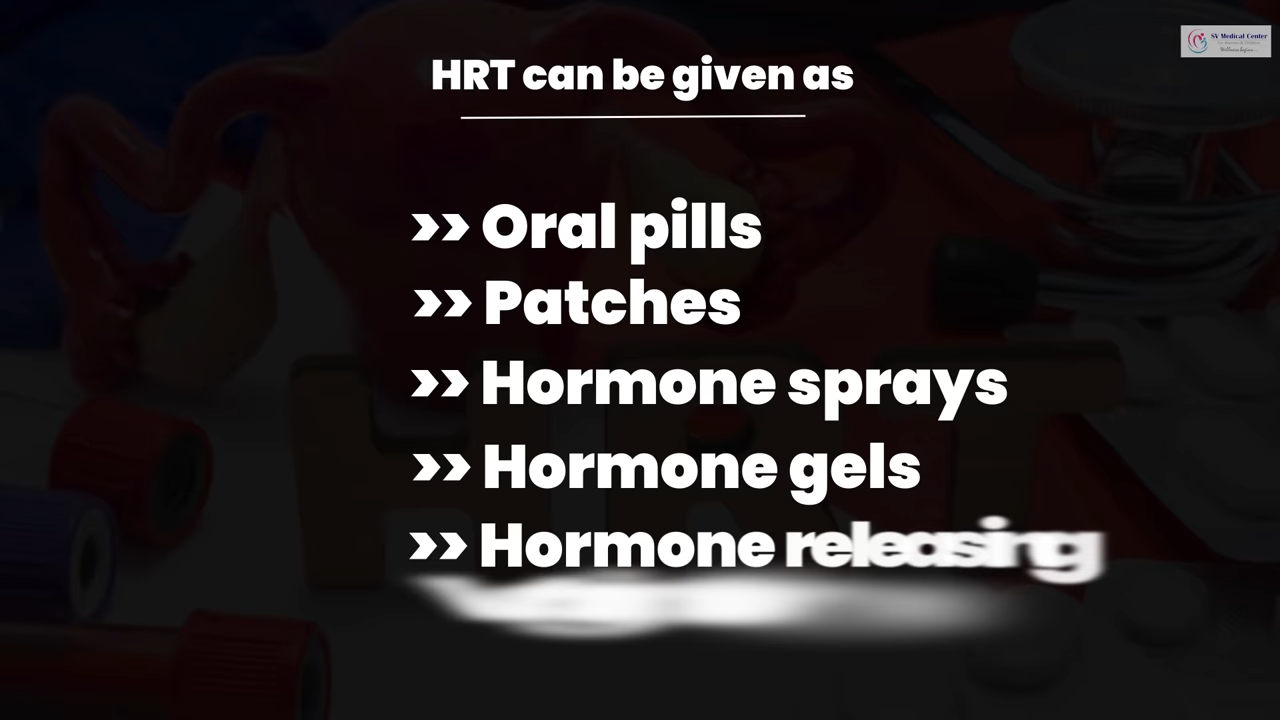 SV Medical Center
HRT can be given as
>> Oral pills
>> Patches
>> Hormone sprays
>> Hormone gels
>> Hormone releasing